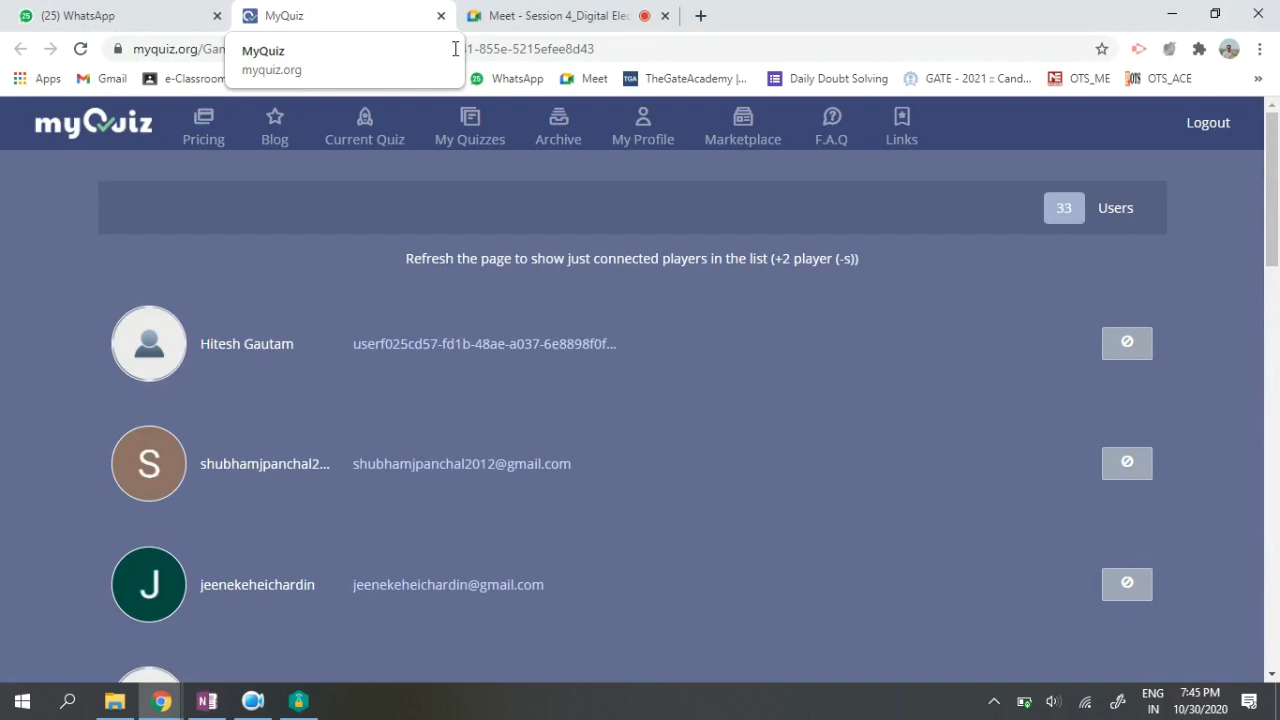 (25) WhatsApp
MyQuiz
Meet - Session 4_Digital Elec
myquiz.org/Gan
1-855e-5215efee8d43
MyQuiz
myquiz.org
Apps
Gmail
e-Classroom
WhatsApp
Meet
TGA
TheGateAcademy |...
Daily Doubt Solving
GATE - 2021 :: Cand...
OTS_ME
OTS_ACE
»
myQuiz
Pricing
Blog
Current Quiz
My Quizzes
Archive
My Profile
Marketplace
F.A.Q
Links
Logout
33 Users
Refresh the page to show just connected players in the list (+2 player (-s))
Hitesh Gautam
userf025cd57-fd1b-48ae-a037-6e8898f0f...
S
shubhamjpanchal2...
shubhamjpanchal2012@gmail.com
J
jeenekeheichardin
jeenekeheichardin@gmail.com
ENG
IN
7:45 PM
10/30/2020